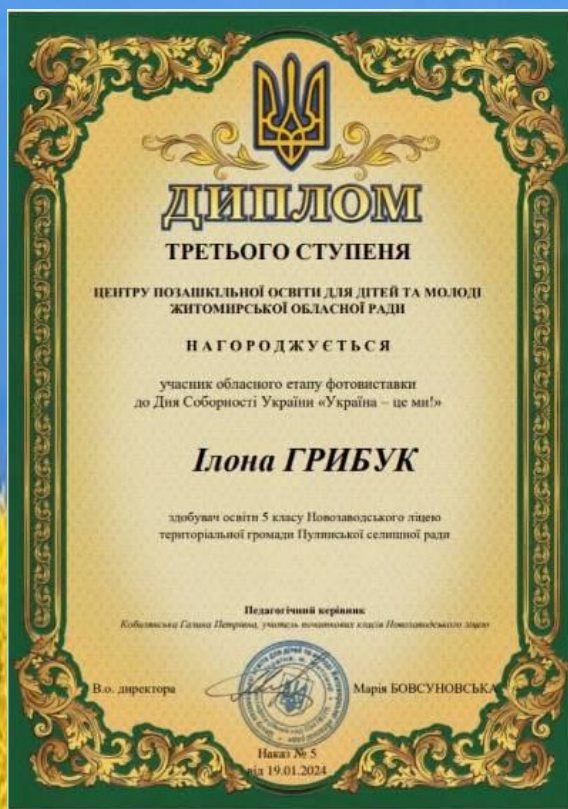 ДИПЛОМ
ТРЕТЬОГО СТУПЕНЯ
ЦЕНТРУ ПОЗАШКІЛЬНОЇ ОСВІТИ ДЛЯ ДІТЕЙ ТА МОЛОДІ
ЖИТОМИРСЬКОЇ ОБЛАСНОЇ РАДИ
НАГОРОДЖУЄТЬСЯ
учасник обласного етапу фотовиставки
до Дня Соборності України «Україна – це ми!»
Ілона ГРИБУК
здобувач освіти 5 класу Новозаводського ліцею
територіальної громади Пулинської селищної ради
Педагогічний керівник
Кобилинська Галина Петрівна, учитель початкових класів Новозаводського ліцею
В.о. директора Марія БОВСУНОВСЬКА
Наказ № 5
від 19.01.2024